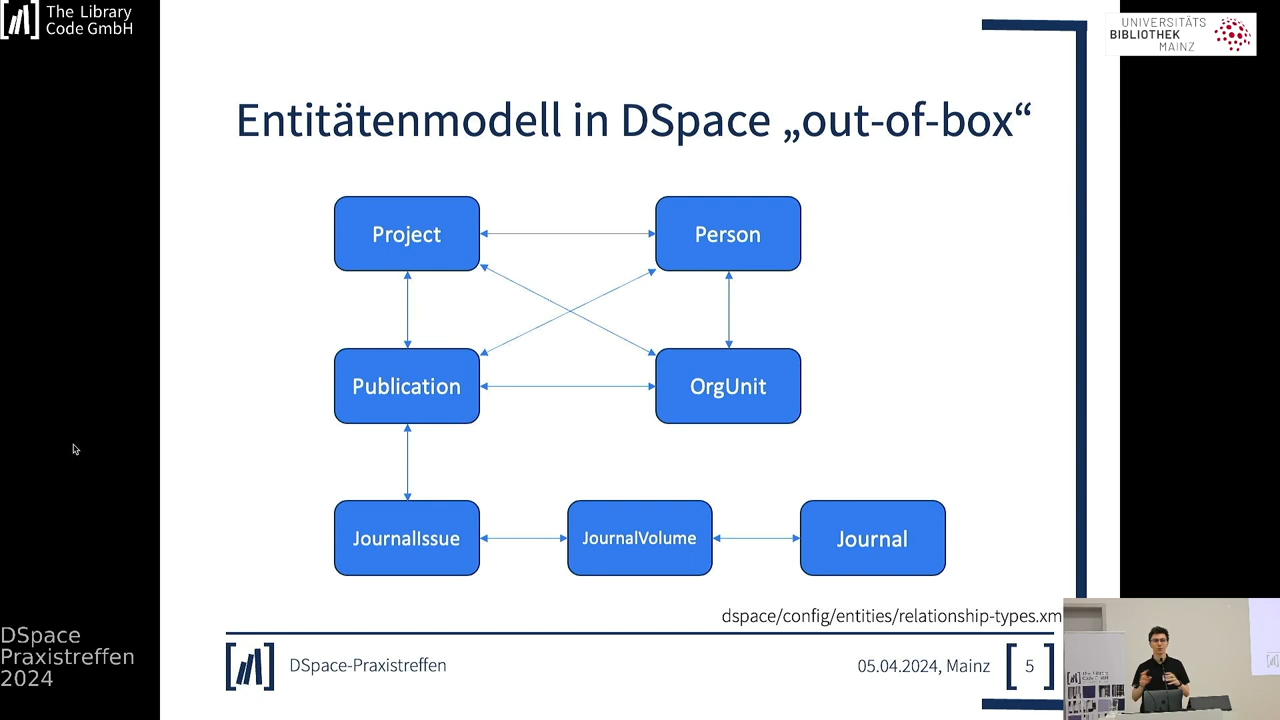 The Library
Code GmbH
UNIVERSITÄTS
BIBLIOTHEK
MAINZ
Entitätenmodell in DSpace „out-of-box“
Project
Person
Publication
OrgUnit
JournalIssue
JournalVolume
Journal
dspace/config/entities/relationship-types.xm
DSpace
Praxistreffen
2024
DSpace-Praxistreffen
05.04.2024, Mainz
5